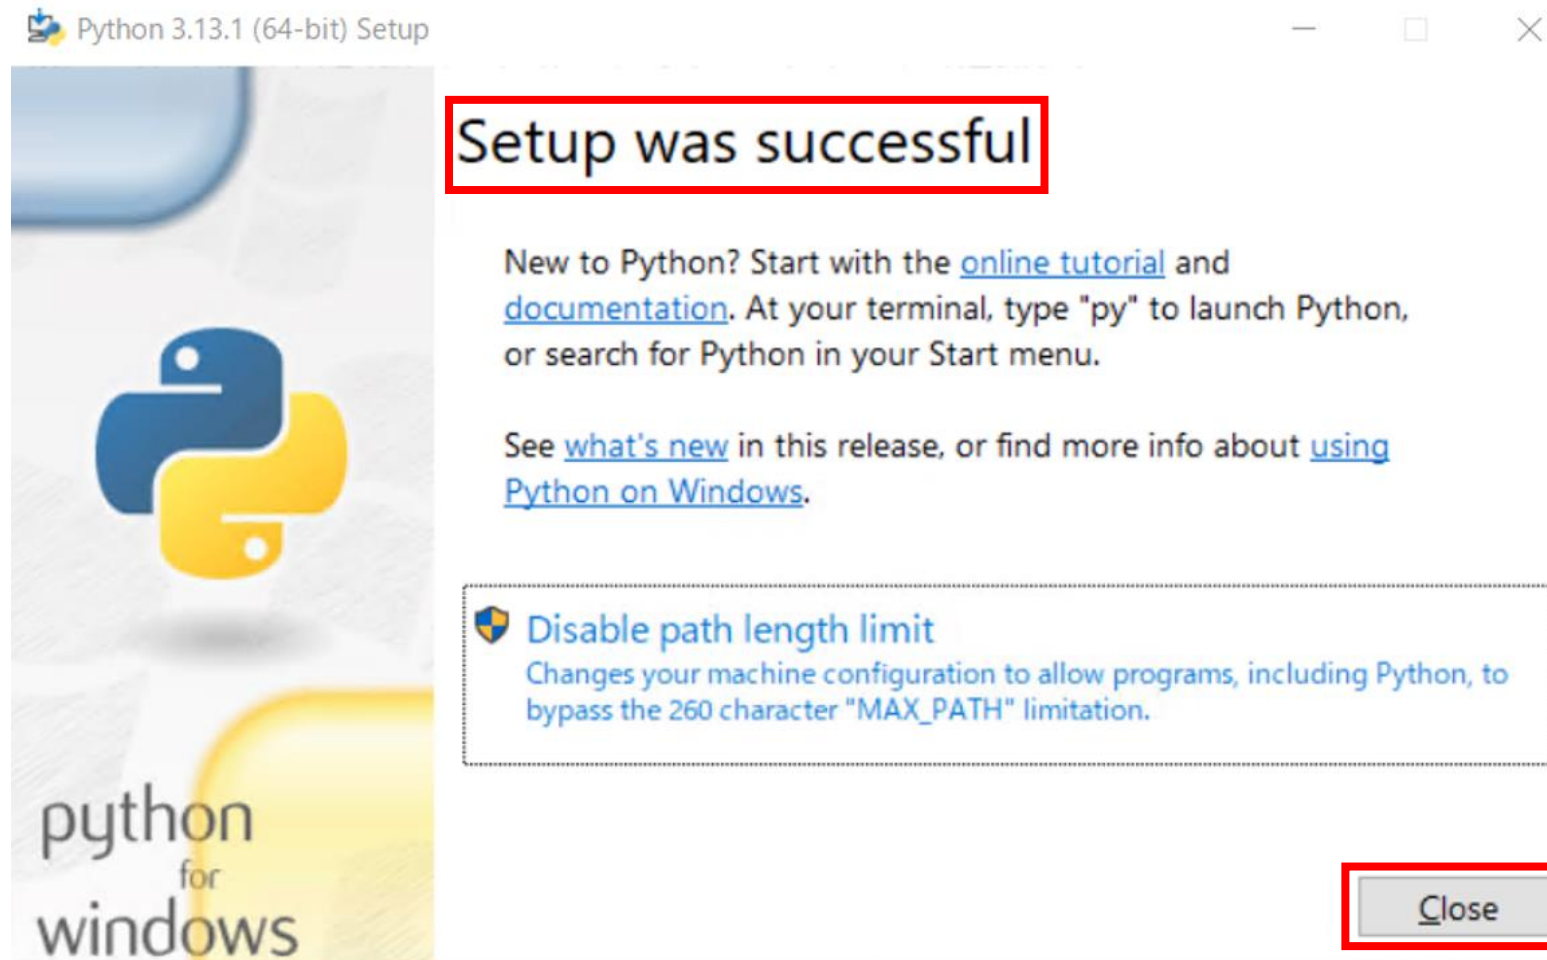 Python 3.13.1 (64-bit) Setup
Setup was successful
New to Python? Start with the online tutorial and
documentation. At your terminal, type "py" to launch Python,
or search for Python in your Start menu.
See what's new in this release, or find more info about using
Python on Windows.
Disable path length limit
Changes your machine configuration to allow programs, including Python, to
bypass the 260 character "MAX_PATH" limitation.
python
for
windows
Close